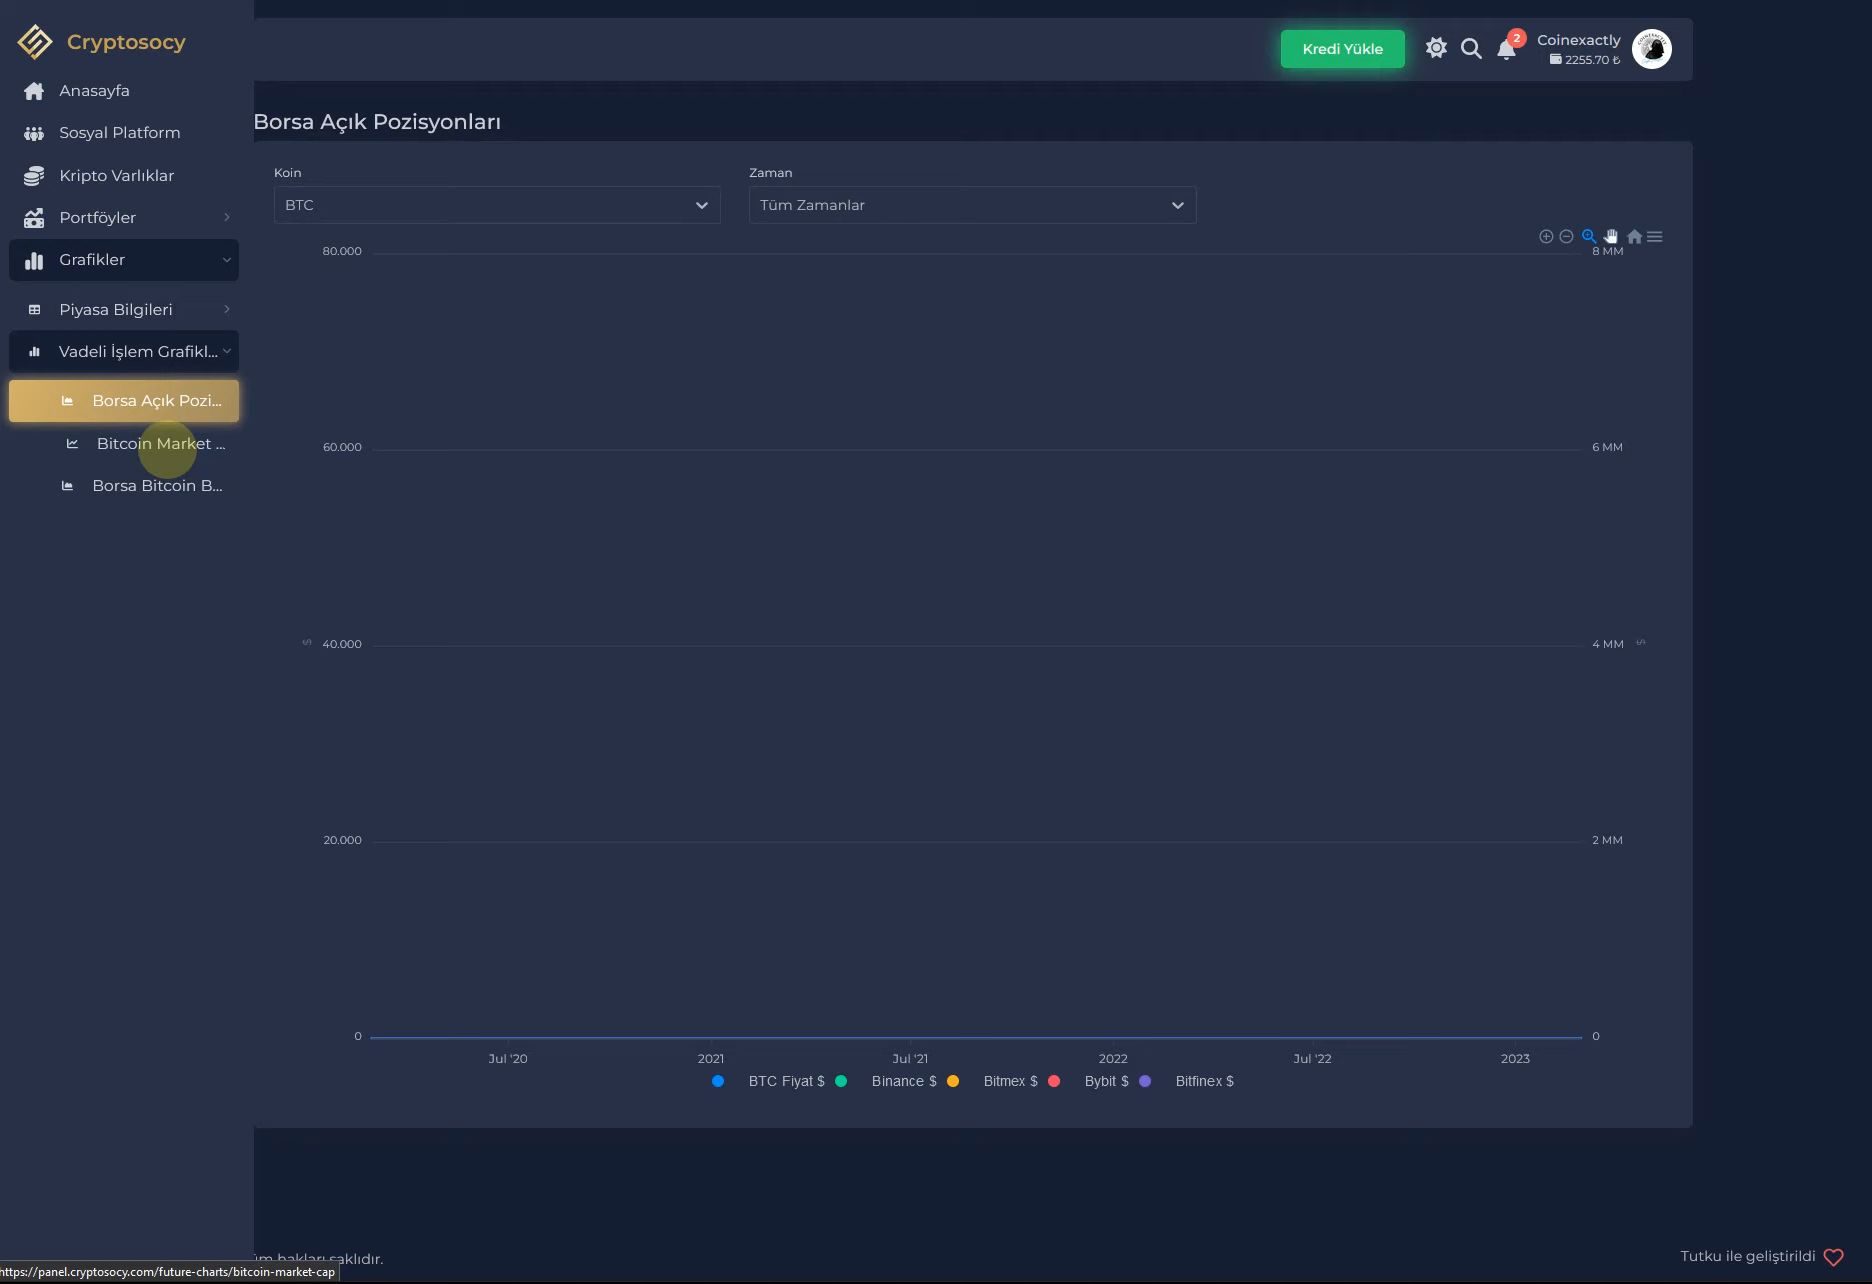 Cryptosocy
Anasayfa
Sosyal Platform
Kripto Varlıklar
Portföyler
Grafikler
Piyasa Bilgileri
Vadeli İşlem Grafikl...
Borsa Açık Pozi...
Bitcoin Market ...
Borsa Bitcoin B...
Kredi Yükle
2
Coinexactly
2255.70 ₺
Borsa Açık Pozisyonları
Koin
BTC
Zaman
Tüm Zamanlar
80.000
8 MM
60.000
6 MM
$
40.000
4 MM
$
20.000
2 MM
0
0
Jul '20
2021
Jul '21
2022
Jul '22
2023
BTC Fiyat $
Binance $
Bitmex $
Bybit $
Bitfinex $
hakları saklıdır.
Tutku ile geliştirildi
https://panel.cryptosocy.com/future-charts/bitcoin-market-cap